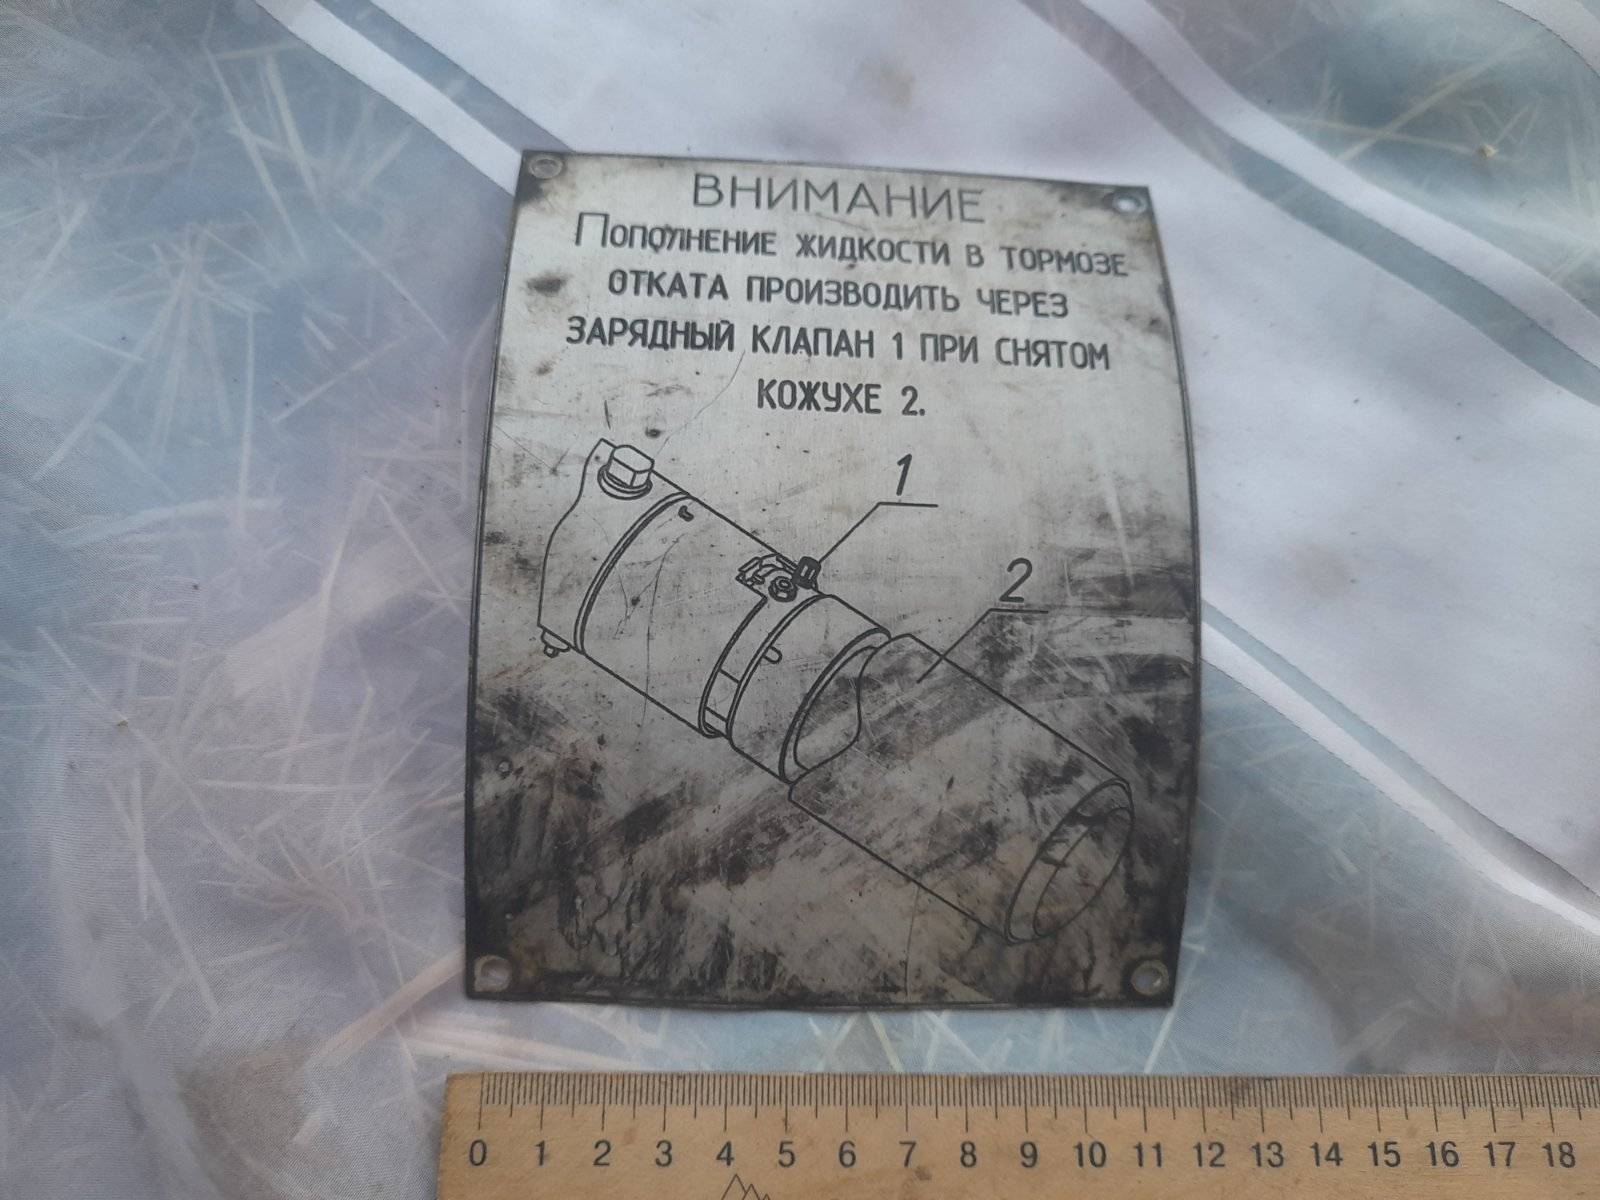 ВНИМАНИЕ
Пополнение жидкости в тормозе
отката производить через
зарядный клапан 1 при снятом
кожухе 2.
1
2
0 1 2 3 4 5 6 7 8 9 10 11 12 13 14 15 16 17 18